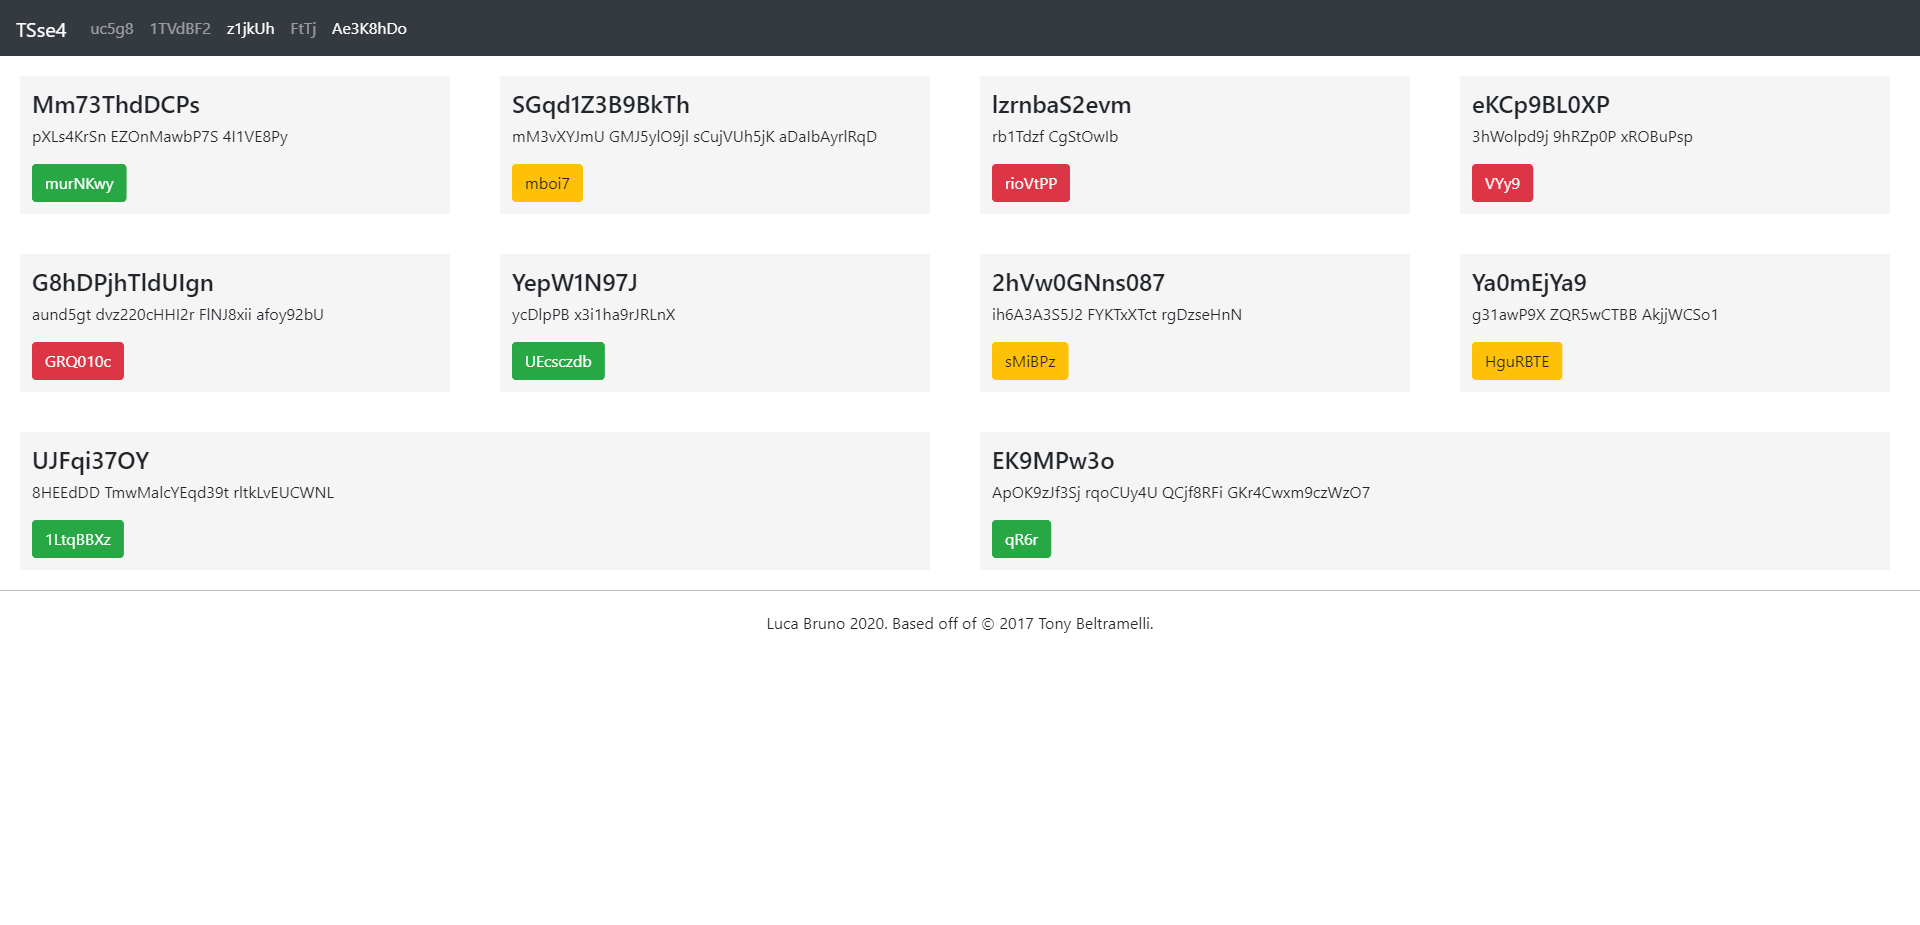 TSse4 uc5g8 1TVdBF2 z1jkUh FtTj Ae3K8hDo
Mm73ThdDCPs
pXLs4KrSn EZOnMawbP7S 4I1VE8Py
murNKwy
SGqd1Z3B9BkTh
mM3vXYJmU GMJ5ylO9jl sCujVUh5jK aDaIbAyrlRqD
mboi7
lzrnbaS2evm
rb1Tdzf CgStOwIb
rioVtPP
eKCp9BL0XP
3hWolpd9j 9hRZp0P xROBuPsp
VYy9
G8hDPjhTldUIgn
aund5gt dvz220cHHI2r FlNJ8xii afoy92bU
GRQ010c
YepW1N97J
ycDlpPB x3i1ha9rJRLnX
UEcsczdb
2hVw0GNns087
ih6A3A3S5J2 FYKTxXTct rgDzseHnN
sMiBPz
Ya0mEjYa9
g31awP9X ZQR5wCTBB AkjjWCSo1
HguRBTE
UJFqi37OY
8HEEdDD TmwMalcYEqd39t rltkLvEUCWNL
1LtqBBXz
EK9MPw3o
ApOK9zJf3Sj rqoCUy4U QCjf8RFi GKr4Cwxm9czWzO7
qR6r
Luca Bruno 2020. Based off of © 2017 Tony Beltramelli.